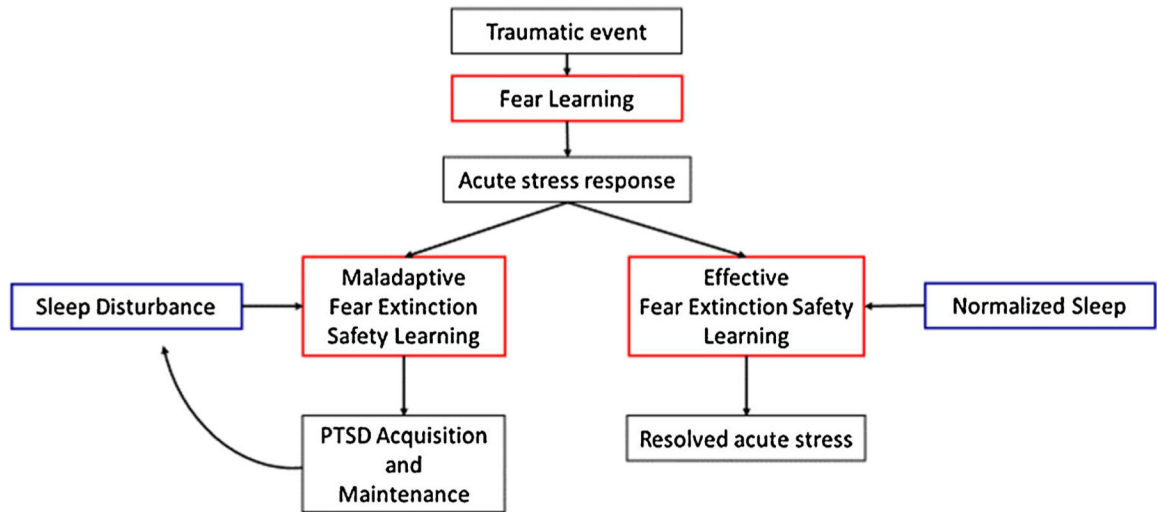 Traumatic event
Fear Learning
Acute stress response
Sleep Disturbance
Maladaptive
Fear Extinction
Safety Learning
Effective
Fear Extinction Safety
Learning
Normalized Sleep
PTSD Acquisition
and
Maintenance
Resolved acute stress